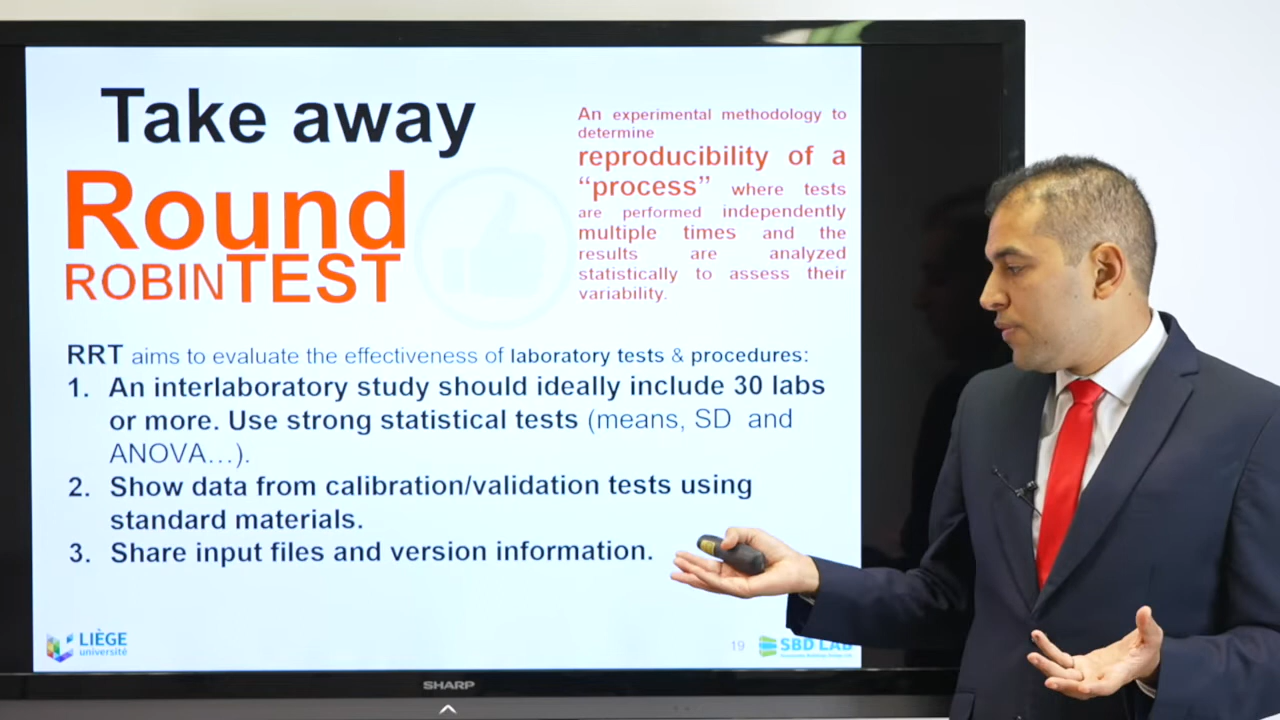 Take away
Round
ROBINTEST
An experimental methodology to
determine
reproducibility of a
“process” where tests
are performed independently
multiple times and the
results are analyzed
statistically to assess their
variability.
RRT aims to evaluate the effectiveness of laboratory tests & procedures:
1. An interlaboratory study should ideally include 30 labs
or more. Use strong statistical tests (means, SD and
ANOVA…).
2. Show data from calibration/validation tests using
standard materials.
3. Share input files and version information.
LIÈGE
université
19
SBD LAB
SHARP